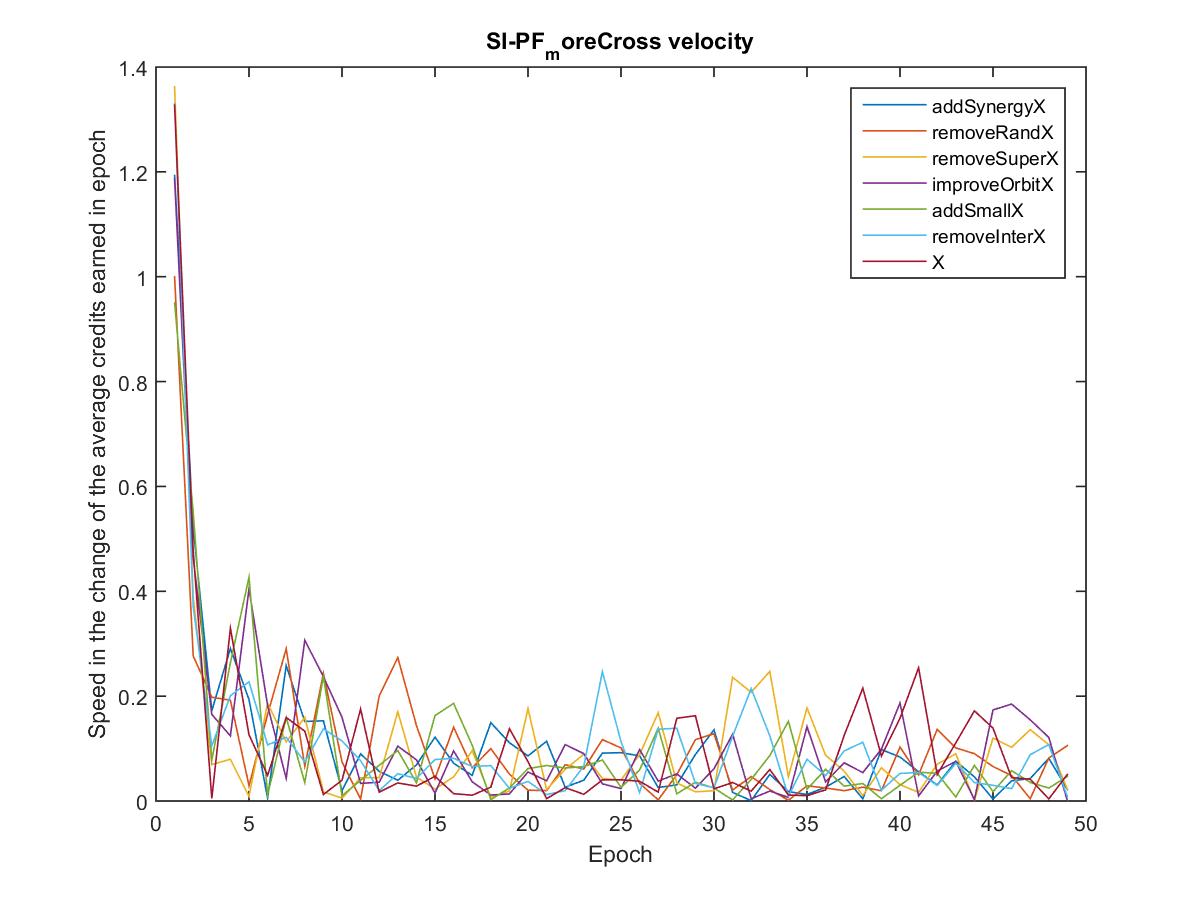 SI-PFmoreCross velocity
1.4
1.2
1
0.8
0.6
0.4
0.2
0
Speed in the change of the average credits earned in epoch
addSynergyX
removeRandX
removeSuperX
improveOrbitX
addSmallX
removeInterX
X
0 5 10 15 20 25 30 35 40 45 50
Epoch